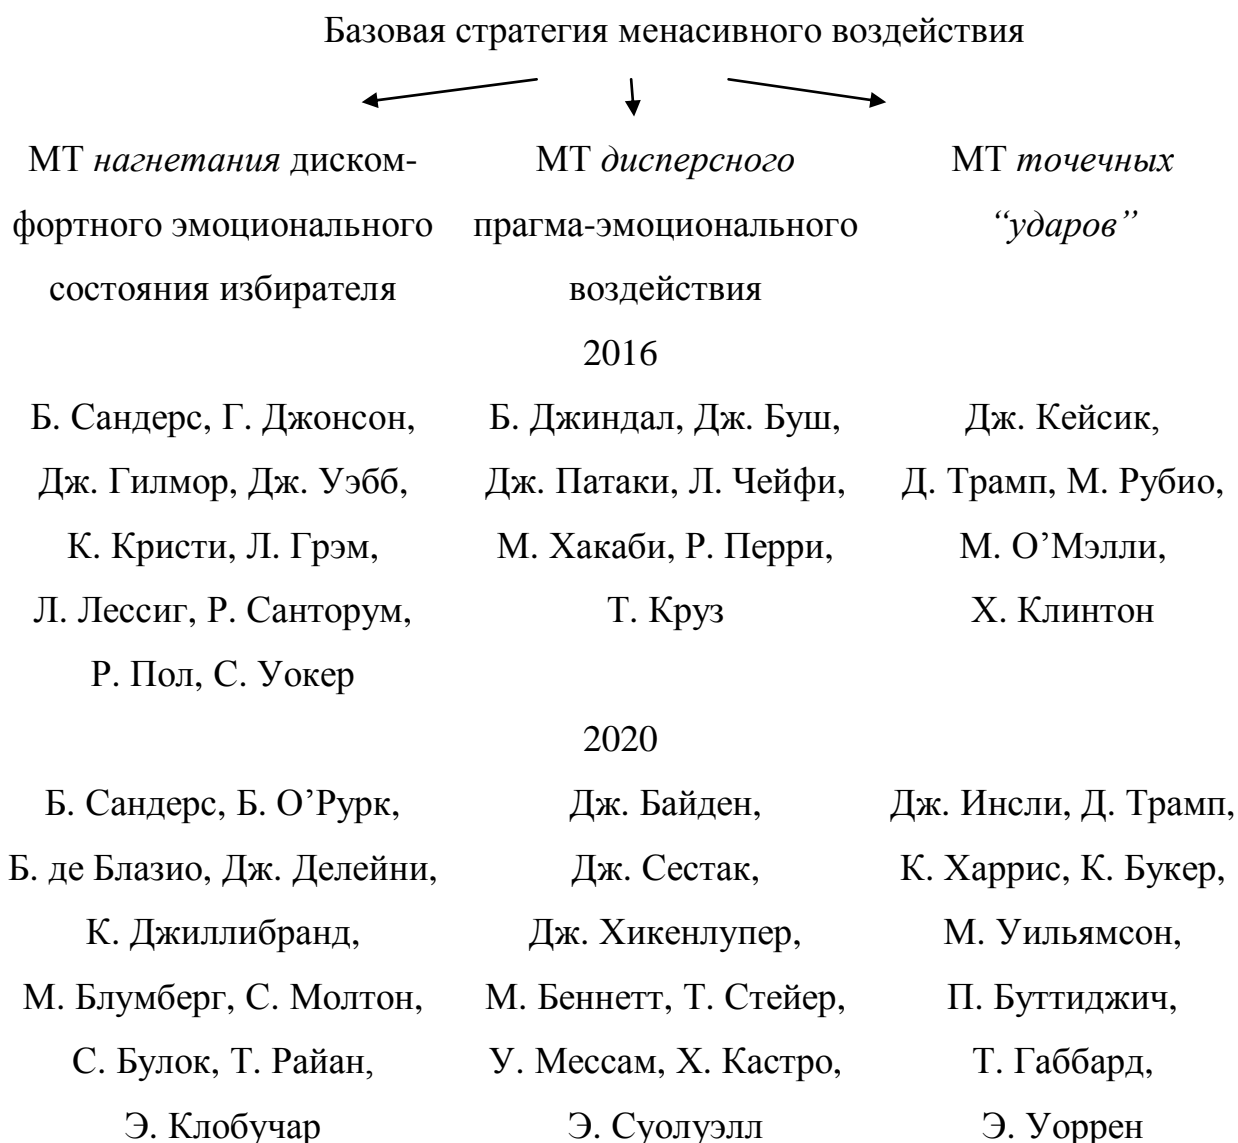 Базовая стратегия менасивного воздействия
МТ нагнетания диском-
фортного эмоционального
состояния избирателя
МТ дисперсного
прагма-эмоционального
воздействия
МТ точечных
“ударов”
2016
Б. Сандерс, Г. Джонсон,
Дж. Гилмор, Дж. Уэбб,
К. Кристи, Л. Грэм,
Л. Лессиг, Р. Санторум,
Р. Пол, С. Уокер
Б. Джиндал, Дж. Буш,
Дж. Патаки, Л. Чейфи,
М. Хакаби, Р. Перри,
Т. Круз
Дж. Кейсик,
Д. Трамп, М. Рубио,
М. О’Мэлли,
Х. Клинтон
2020
Б. Сандерс, Б. О’Рурк,
Б. де Блазио, Дж. Делейни,
К. Джиллибранд,
М. Блумберг, С. Молтон,
С. Булок, Т. Райан,
Э. Клобучар
Дж. Байден,
Дж. Сестак,
Дж. Хикенлупер,
М. Беннетт, Т. Стейер,
У. Мессам, Х. Кастро,
Э. Суолуэлл
Дж. Инсли, Д. Трамп,
К. Харрис, К. Букер,
М. Уильямсон,
П. Буттиджич,
Т. Габбард,
Э. Уоррен